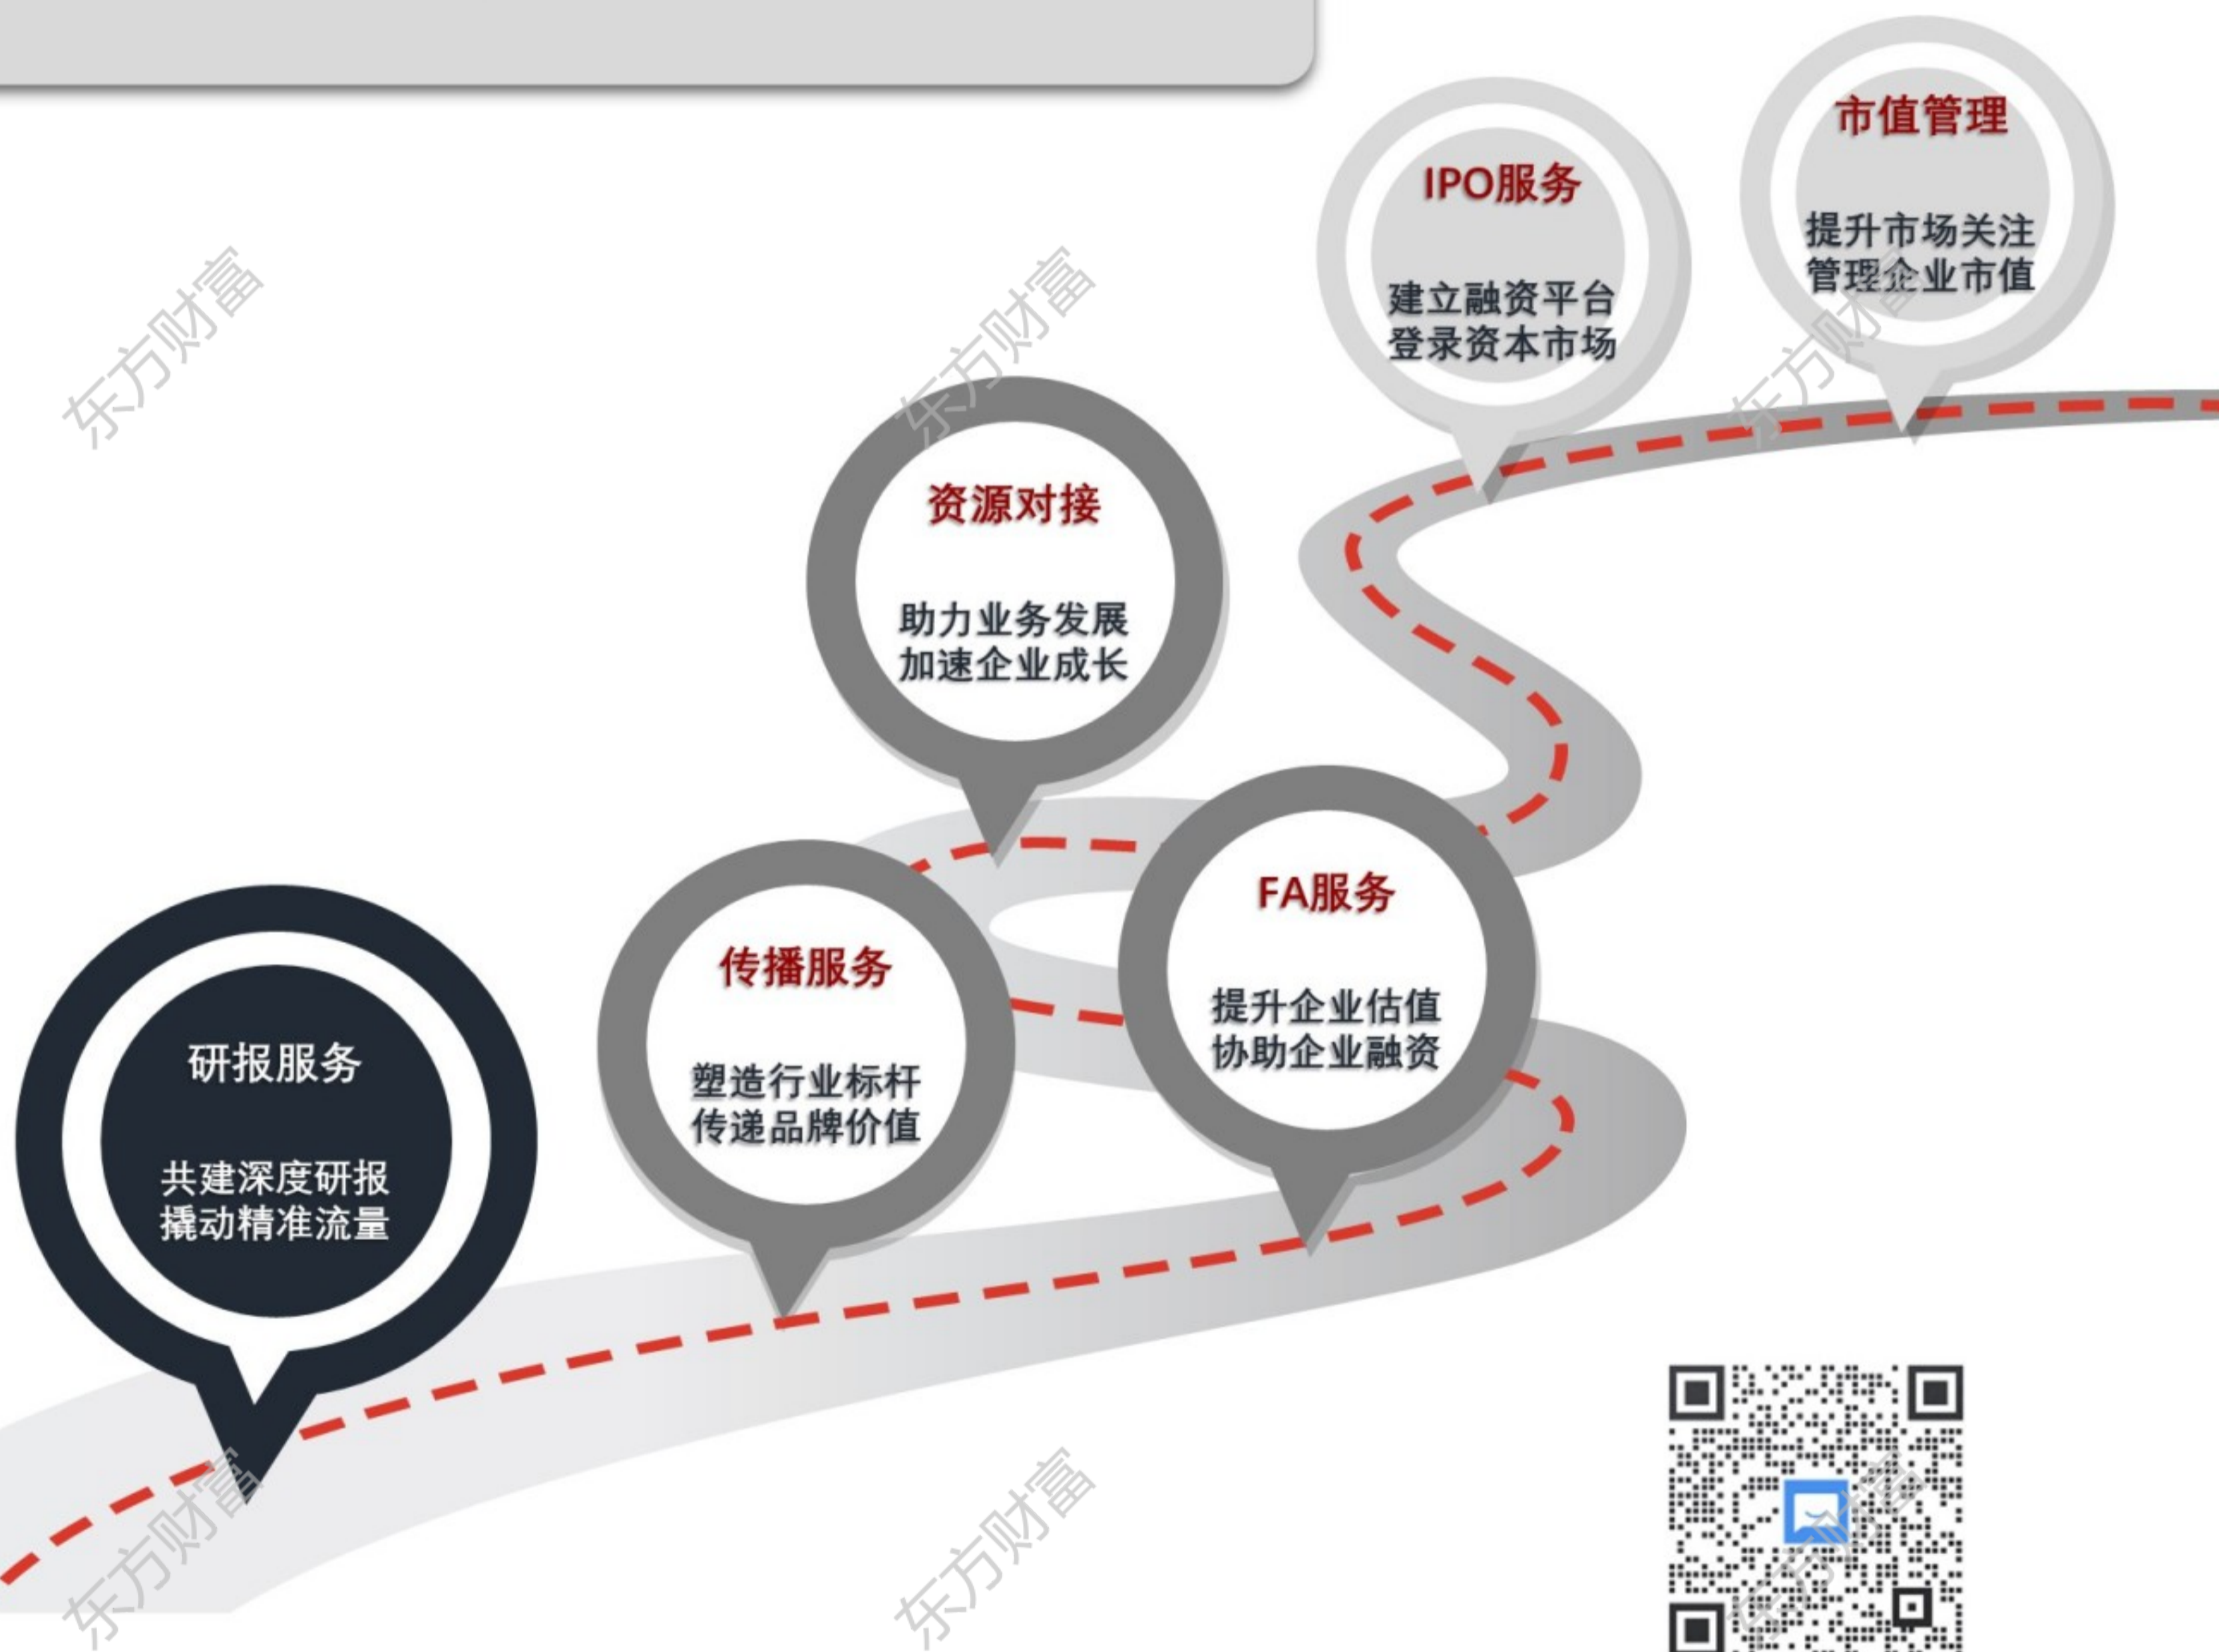 市值管理
提升市场关注
管理企业市值
IPO服务
建立融资平台
登录资本市场
资源对接
助力业务发展
加速企业成长
FA服务
提升企业估值
协助企业融资
传播服务
塑造行业标杆
传递品牌价值
研报服务
共建深度研报
撬动精准流量
东方财富
东方财富
东方财富
东方财富
东方财富
东方财富